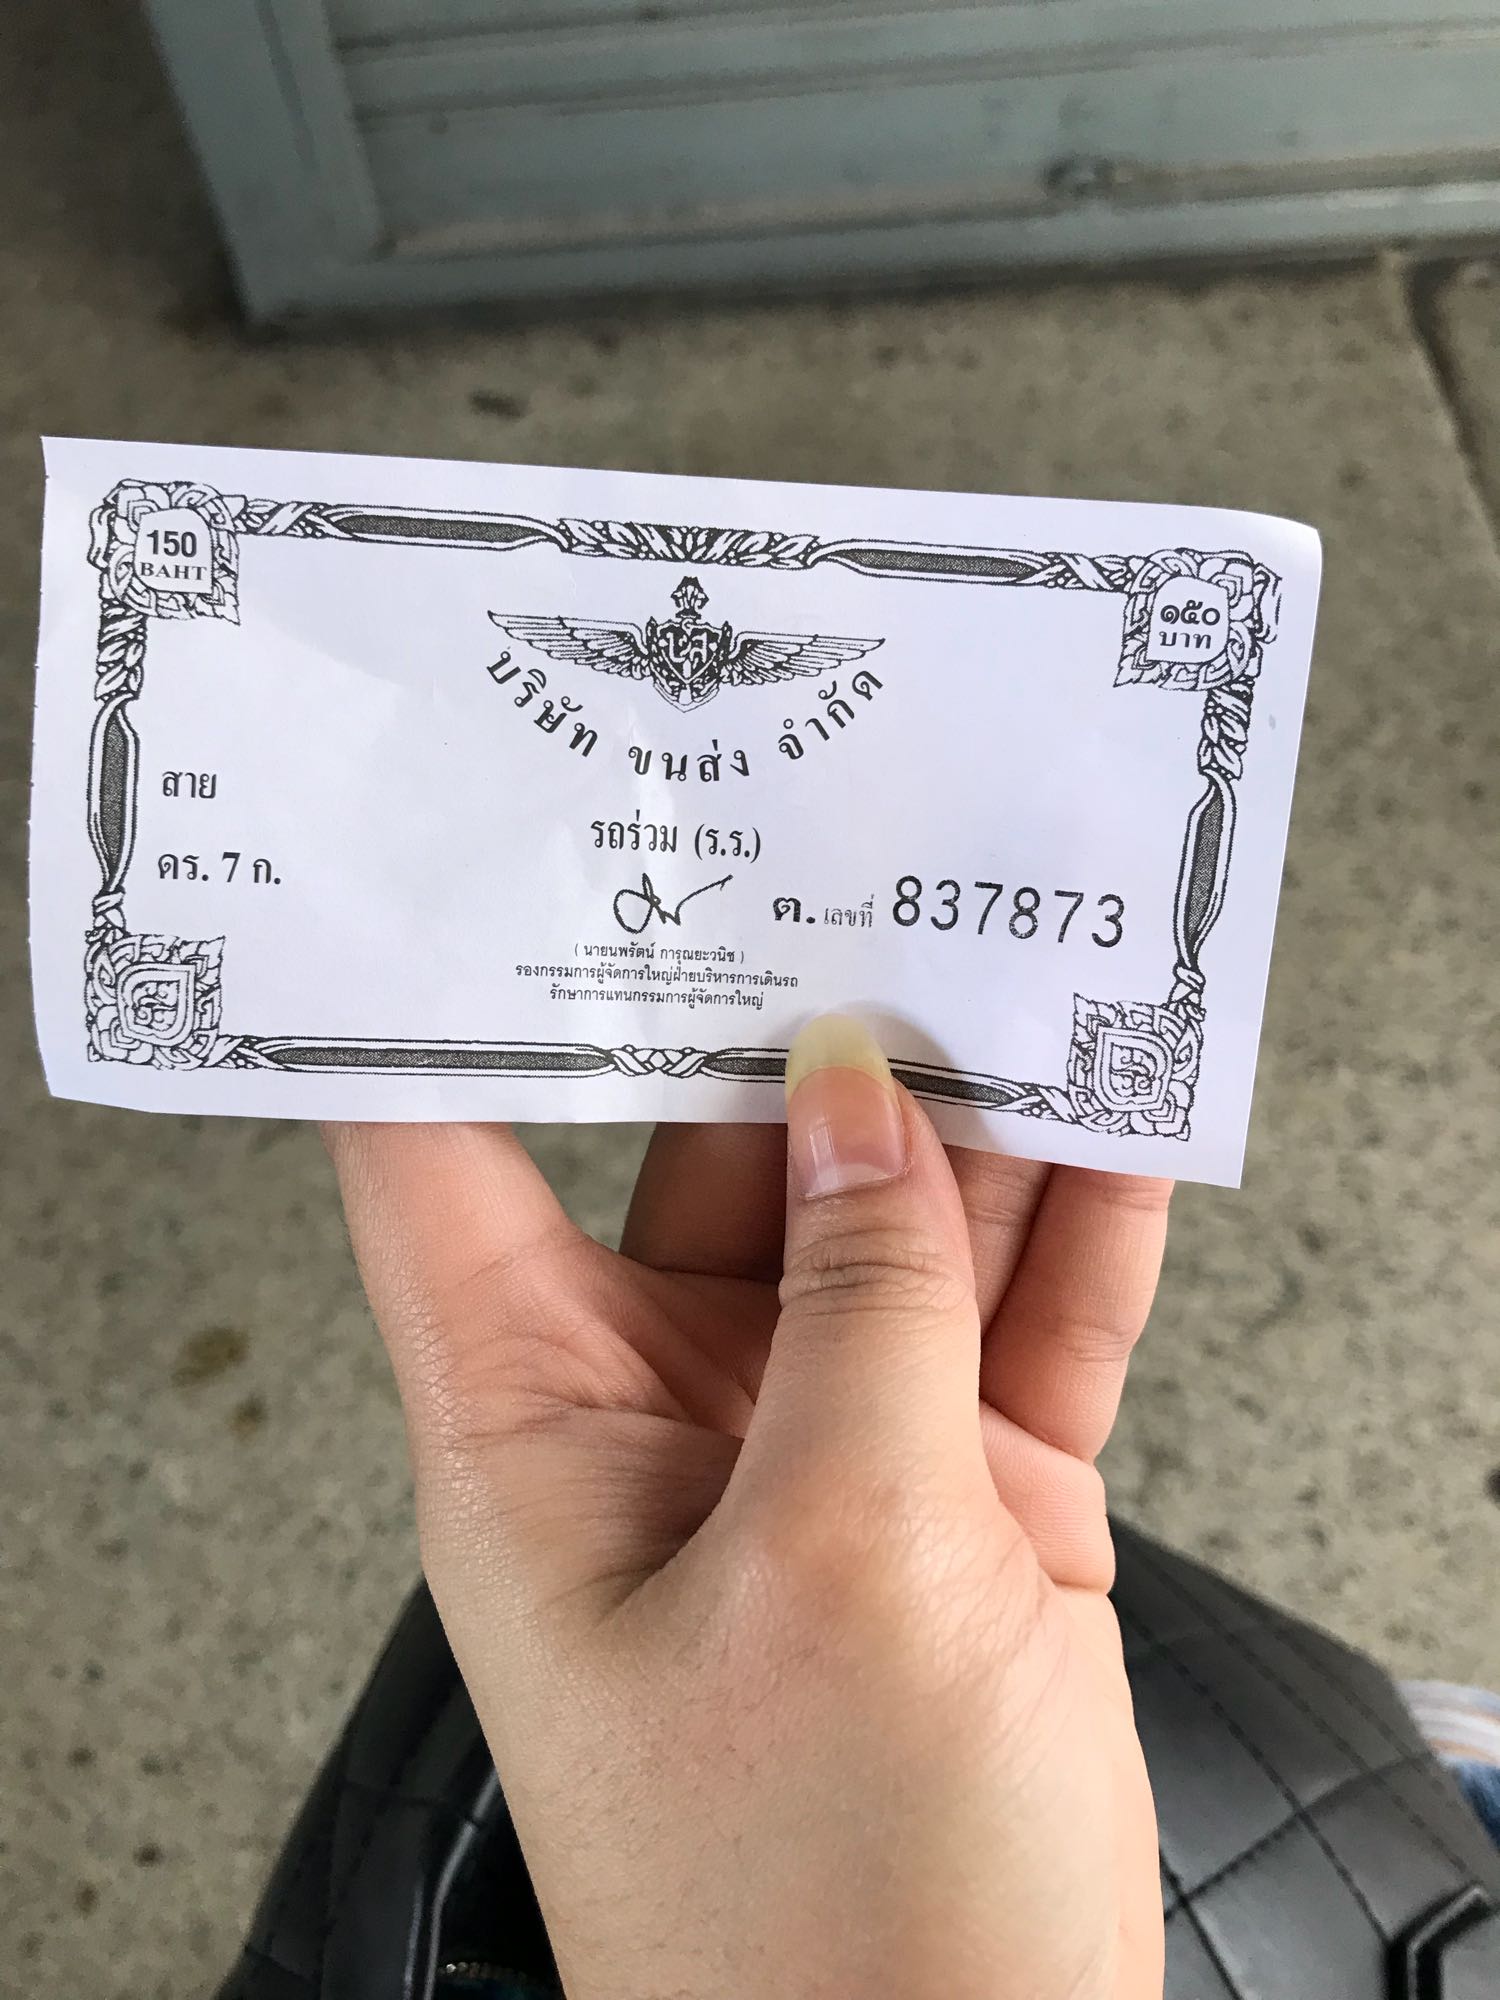 150
BAHT
๑๕๐
บาท
บริษัท ขนส่ง จำกัด
สาย
รถร่วม (ร.ร.)
ดร. 7 ก.
ต. เลขที่ 837873
( นายนพรัตน์ การุณยะวนิช )
รองกรรมการผู้จัดการใหญ่ฝ่ายบริหารการเดินรถ
รักษาการแทนกรรมการผู้จัดการใหญ่